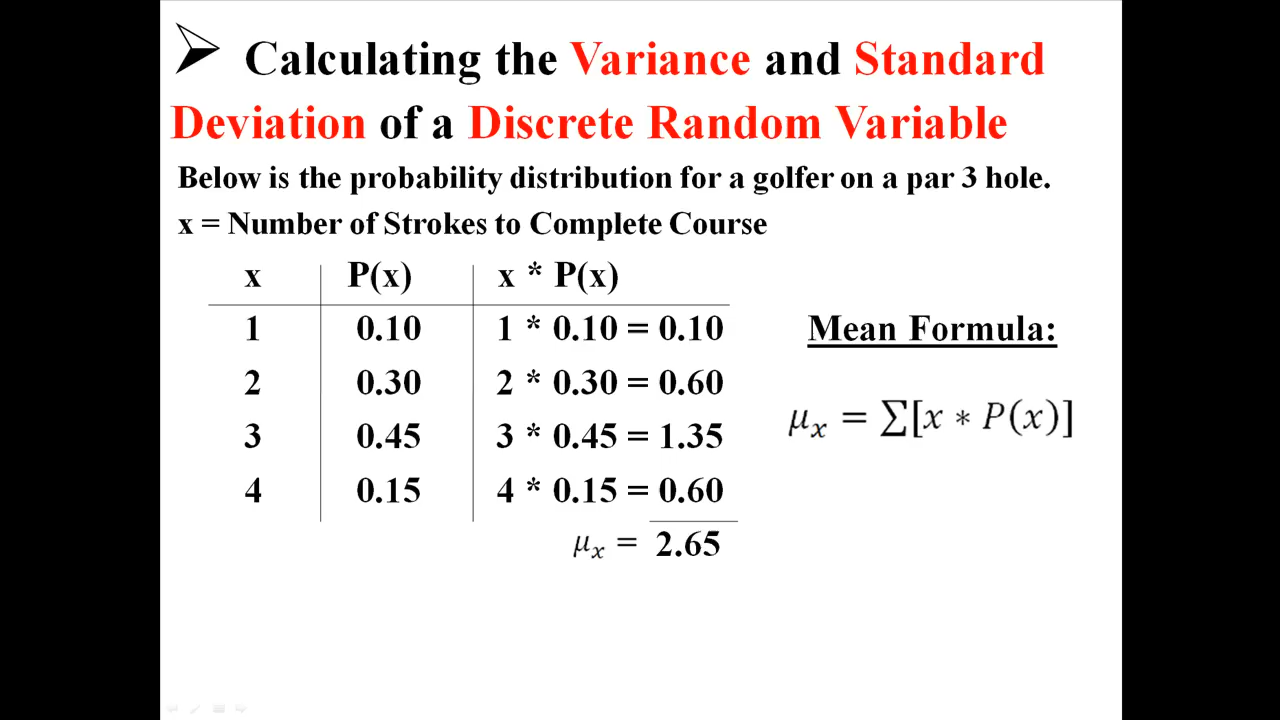 Calculating the Variance and Standard
Deviation of a Discrete Random Variable
Below is the probability distribution for a golfer on a par 3 hole.
x = Number of Strokes to Complete Course
x P(x) x * P(x)
1 0.10 1 * 0.10 = 0.10
2 0.30 2 * 0.30 = 0.60
3 0.45 3 * 0.45 = 1.35
4 0.15 4 * 0.15 = 0.60
μₓ = 2.65
Mean Formula:
μₓ = ∑[x ∗ P(x)]